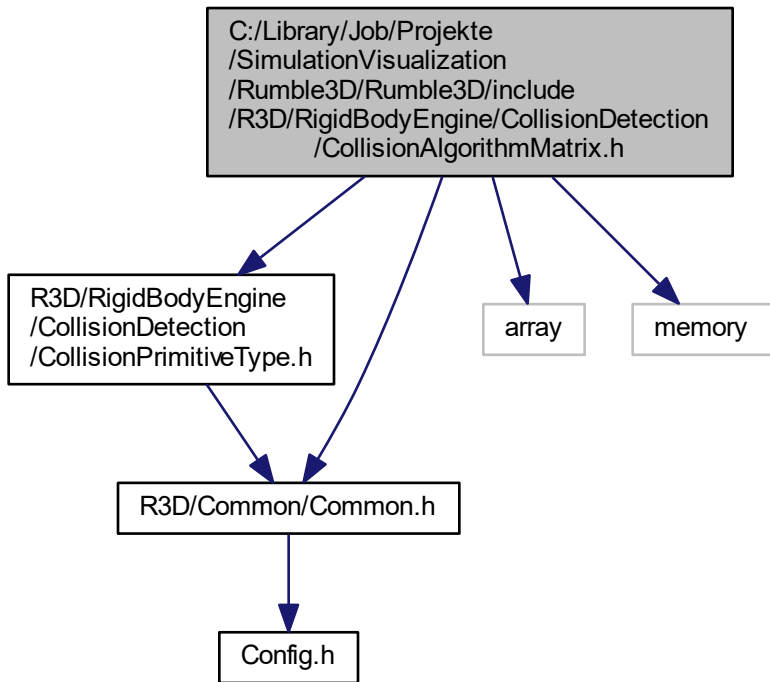 C:/Library/Job/Projekte
/SimulationVisualization
/Rumble3D/Rumble3D/include
/R3D/RigidBodyEngine/CollisionDetection
/CollisionAlgorithmMatrix.h
R3D/RigidBodyEngine
/CollisionDetection
/CollisionPrimitiveType.h
array
memory
R3D/Common/Common.h
Config.h